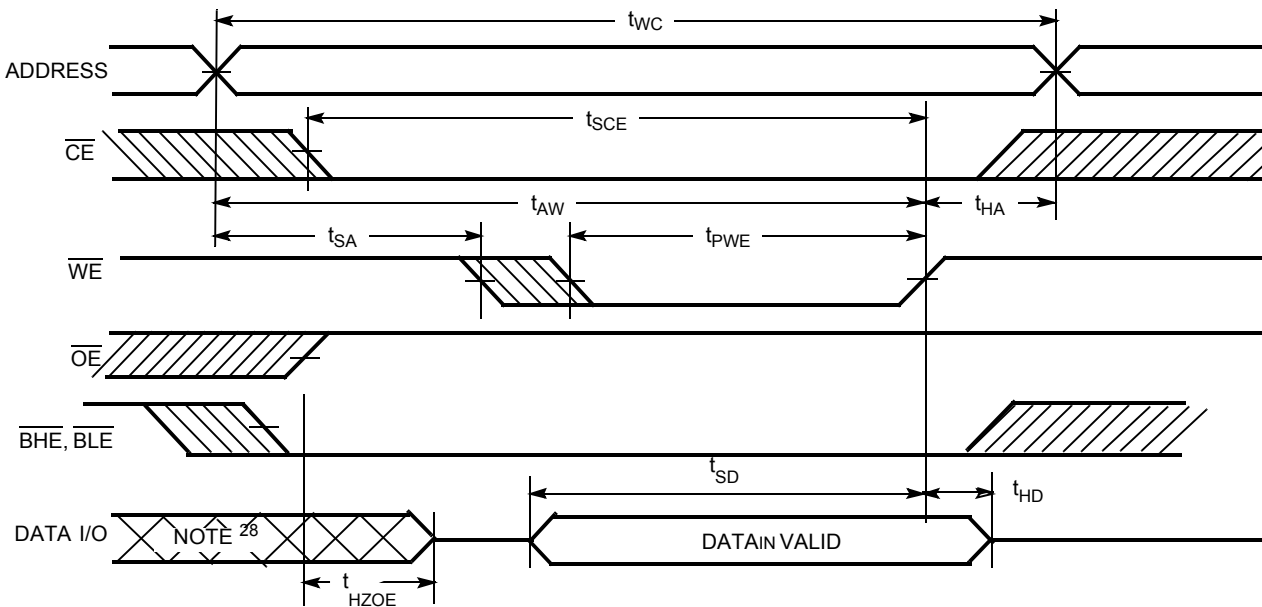 tWC
ADDRESS
tSCE
CE
tAW
tHA
tSA
tPWE
WE
OE
BHE, BLE
tSD
tHD
DATA I/O
NOTE 28
DATAIN VALID
tHZOE